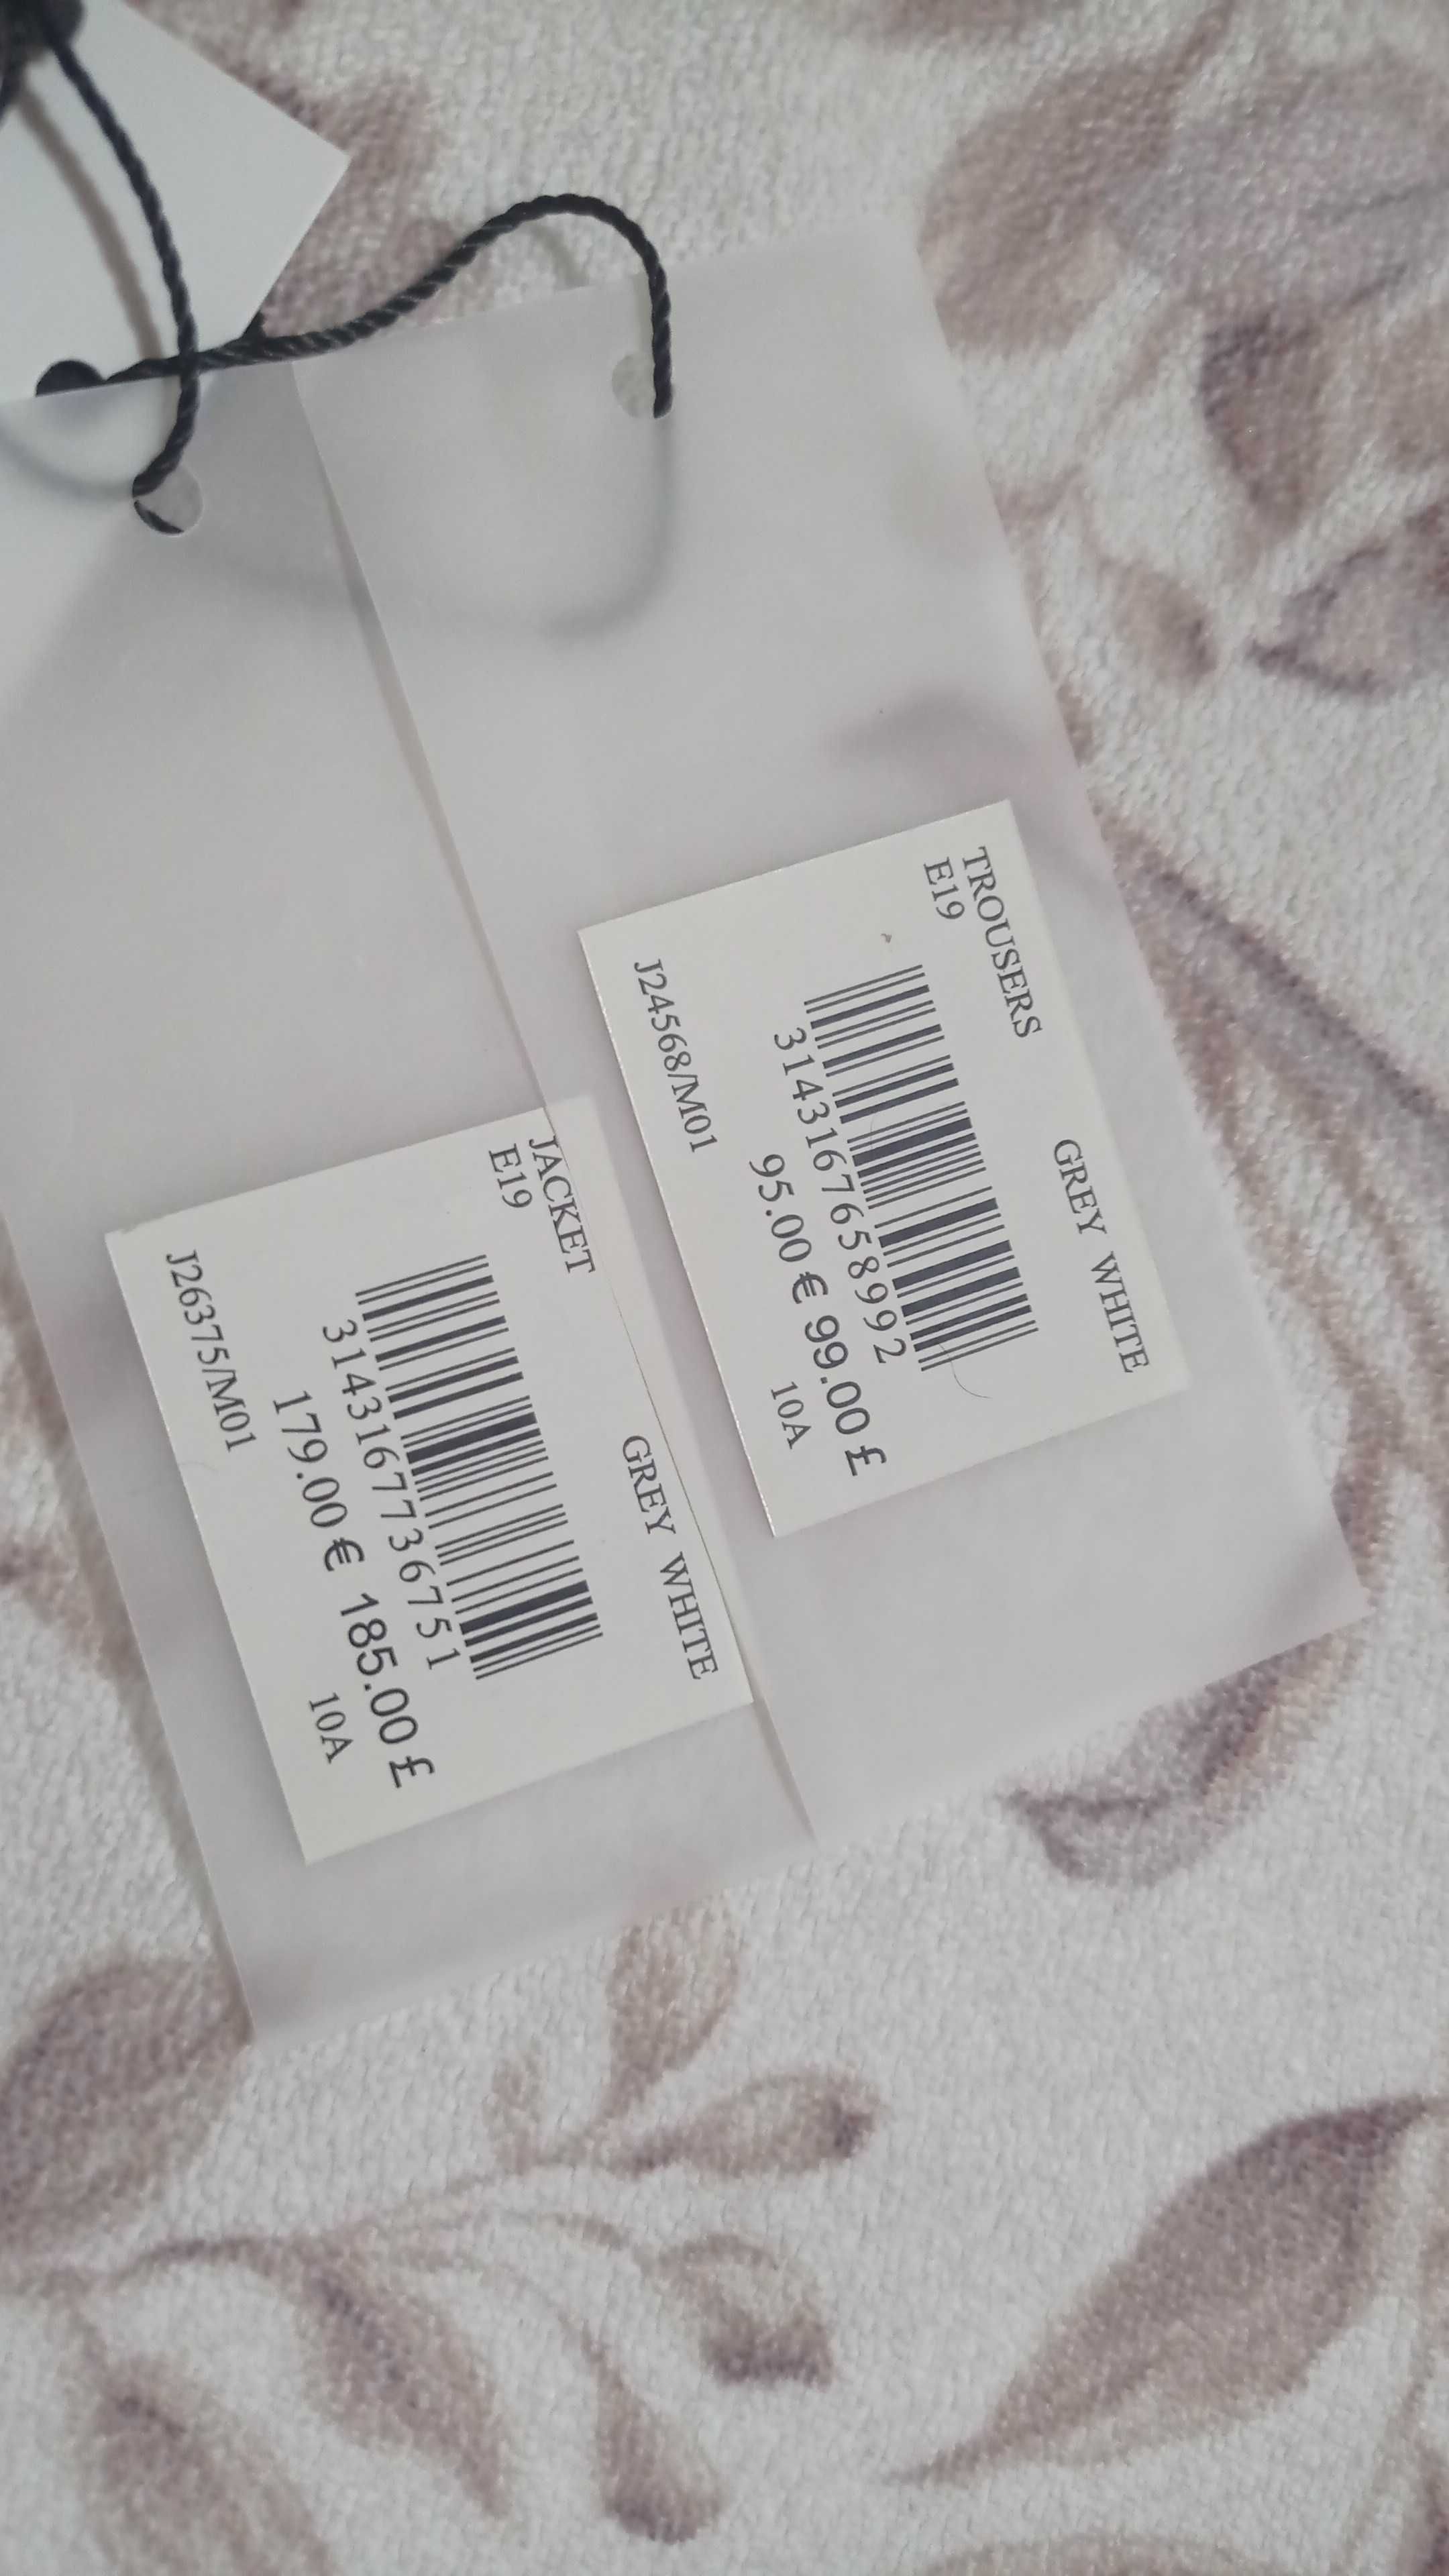 TROUSERS GREY WHITE
E19
3143167658992
95.00 € 99.00 £
J24568/M01 10A
JACKET GREY WHITE
E19
3143167736751
179.00 € 185.00 £
J26375/M01 10A